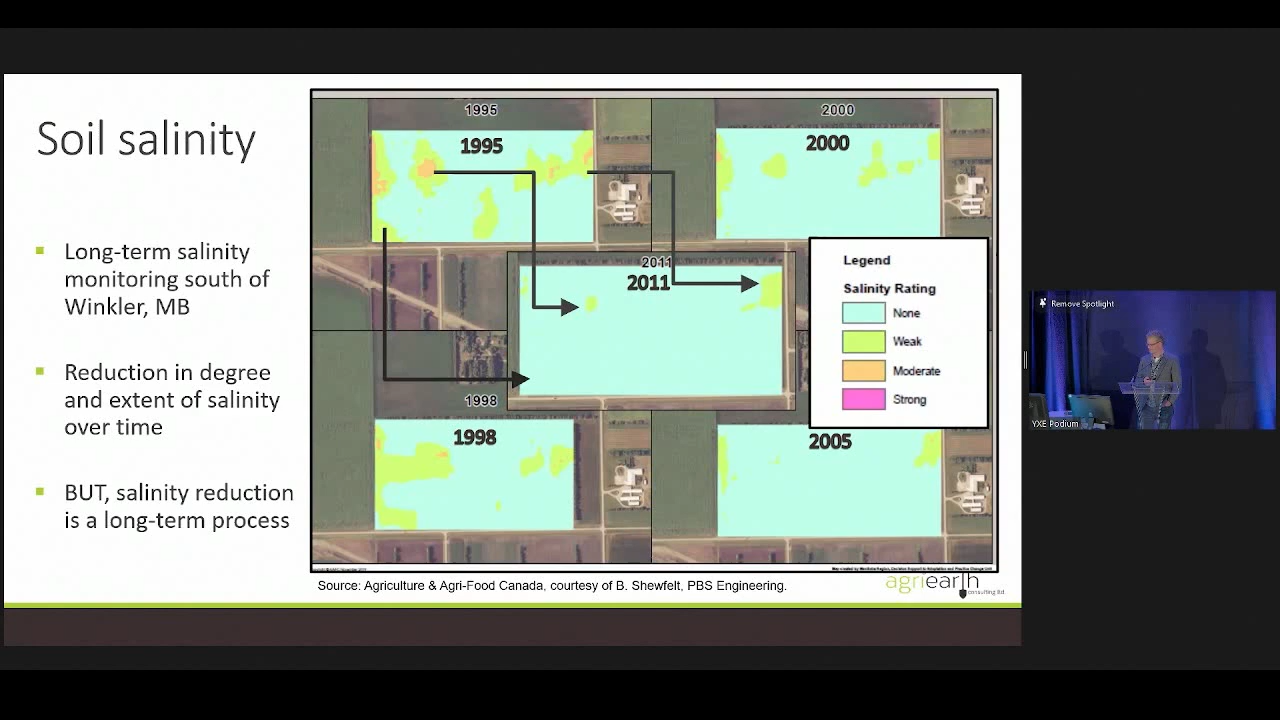 Soil salinity
Long-term salinity
monitoring south of
Winkler, MB
Reduction in degree
and extent of salinity
over time
BUT, salinity reduction
is a long-term process
1995
1995
2000
2000
2011
2011
1998
1998
2005
Legend
Salinity Rating
None
Weak
Moderate
Strong
Source: Agriculture & Agri-Food Canada, courtesy of B. Shewfelt, PBS Engineering.
agriearth
consulting ltd
Remove Spotlight
YXE Podium